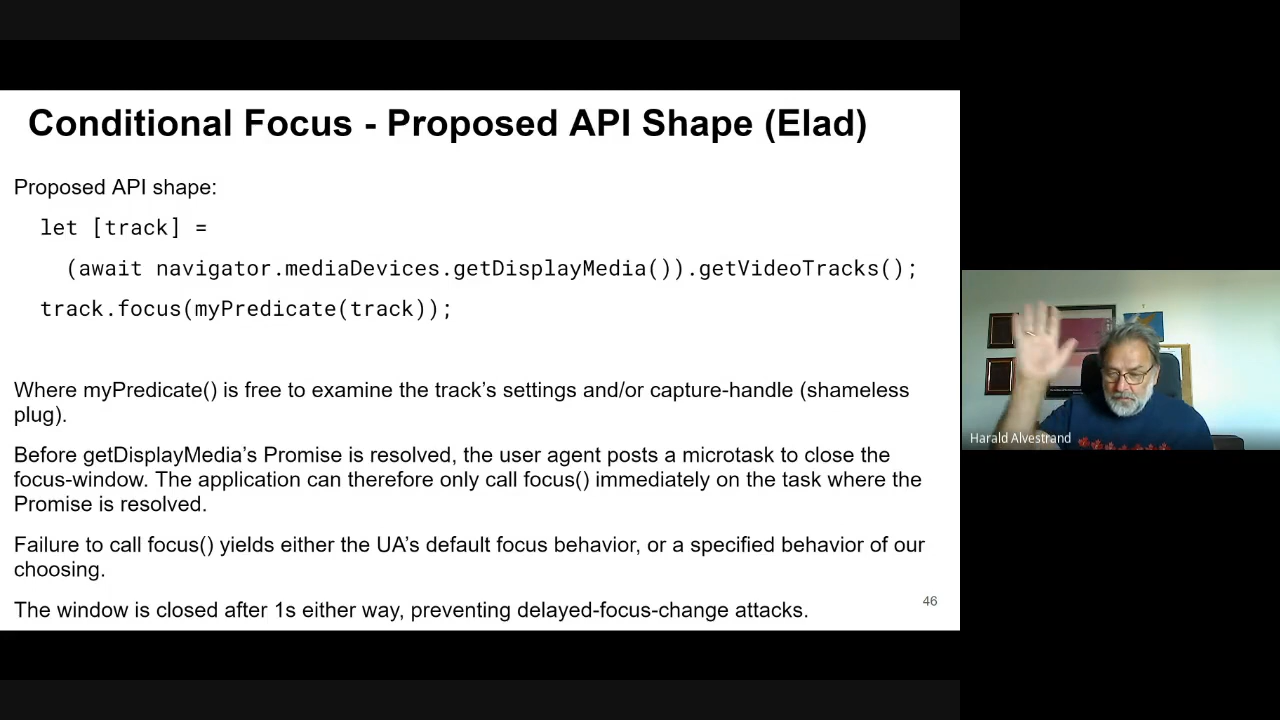 Conditional Focus - Proposed API Shape (Elad)
Proposed API shape:
let [track] =
(await navigator.mediaDevices.getDisplayMedia()).getVideoTracks();
track.focus(myPredicate(track));
Where myPredicate() is free to examine the track's settings and/or capture-handle (shameless
plug).
Before getDisplayMedia's Promise is resolved, the user agent posts a microtask to close the
focus-window. The application can therefore only call focus() immediately on the task where the
Promise is resolved.
Failure to call focus() yields either the UA's default focus behavior, or a specified behavior of our
choosing.
The window is closed after 1s either way, preventing delayed-focus-change attacks.
46
Harald Alvestrand